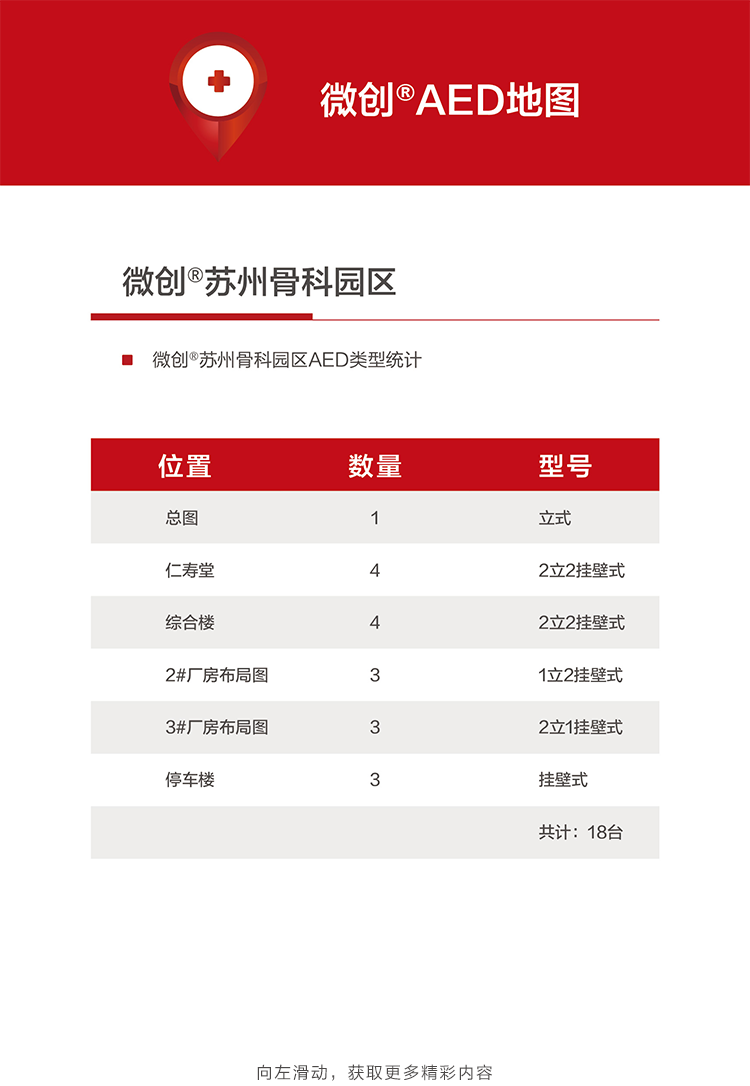 微创®AED地图
微创®苏州骨科园区
微创®苏州骨科园区AED类型统计
位置 数量 型号
总图 1 立式
仁寿堂 4 2立2挂壁式
综合楼 4 2立2挂壁式
2#厂房布局图 3 1立2挂壁式
3#厂房布局图 3 2立1挂壁式
停车楼 3 挂壁式
共计：18台
向左滑动，获取更多精彩内容